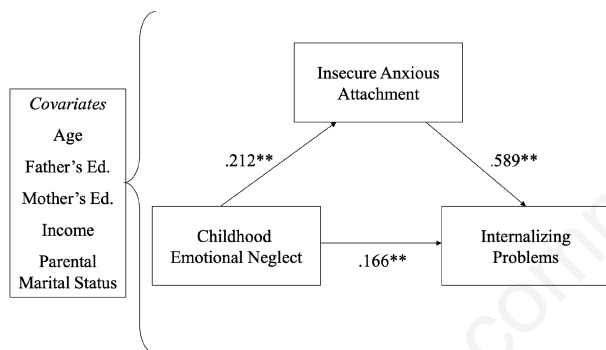 Covariates
Age
Father's Ed.
Mother's Ed.
Income
Parental
Marital Status
Insecure Anxious
Attachment
.212**
.589**
Childhood
Emotional Neglect
.166**
Internalizing
Problems